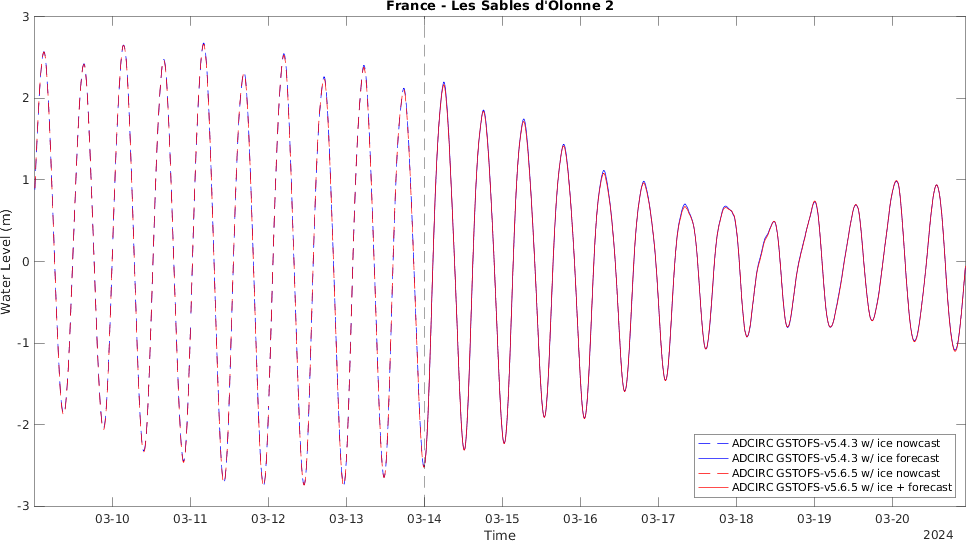 France - Les Sables d'Olonne 2
3
2
1
0
-1
-2
-3
Water Level (m)
ADCIRC GSTOFS-v5.4.3 w/ ice nowcast
ADCIRC GSTOFS-v5.4.3 w/ ice forecast
ADCIRC GSTOFS-v5.6.5 w/ ice nowcast
ADCIRC GSTOFS-v5.6.5 w/ ice + forecast
03-10 03-11 03-12 03-13 03-14 03-15 03-16 03-17 03-18 03-19 03-20
Time
2024